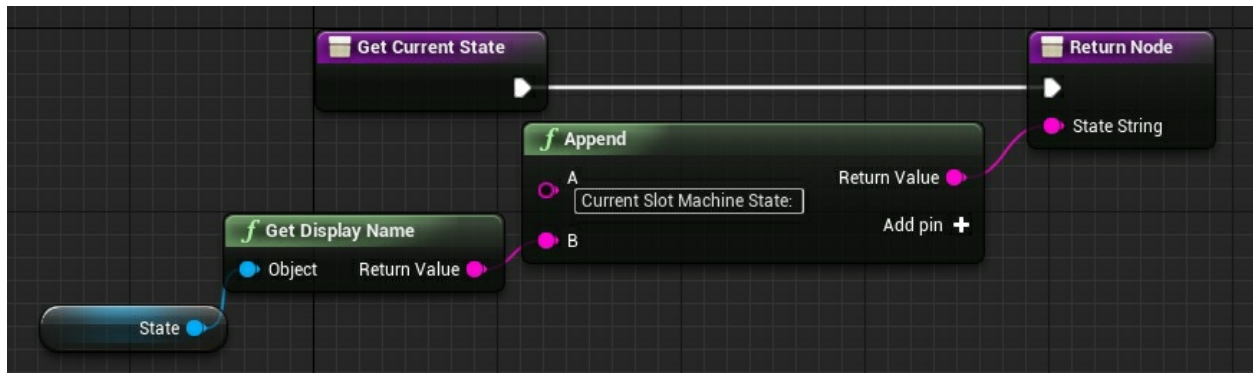 Get Current State
Return Node
State String
f Append
A
Current Slot Machine State:
Return Value
Add pin
B
f Get Display Name
Object
Return Value
State